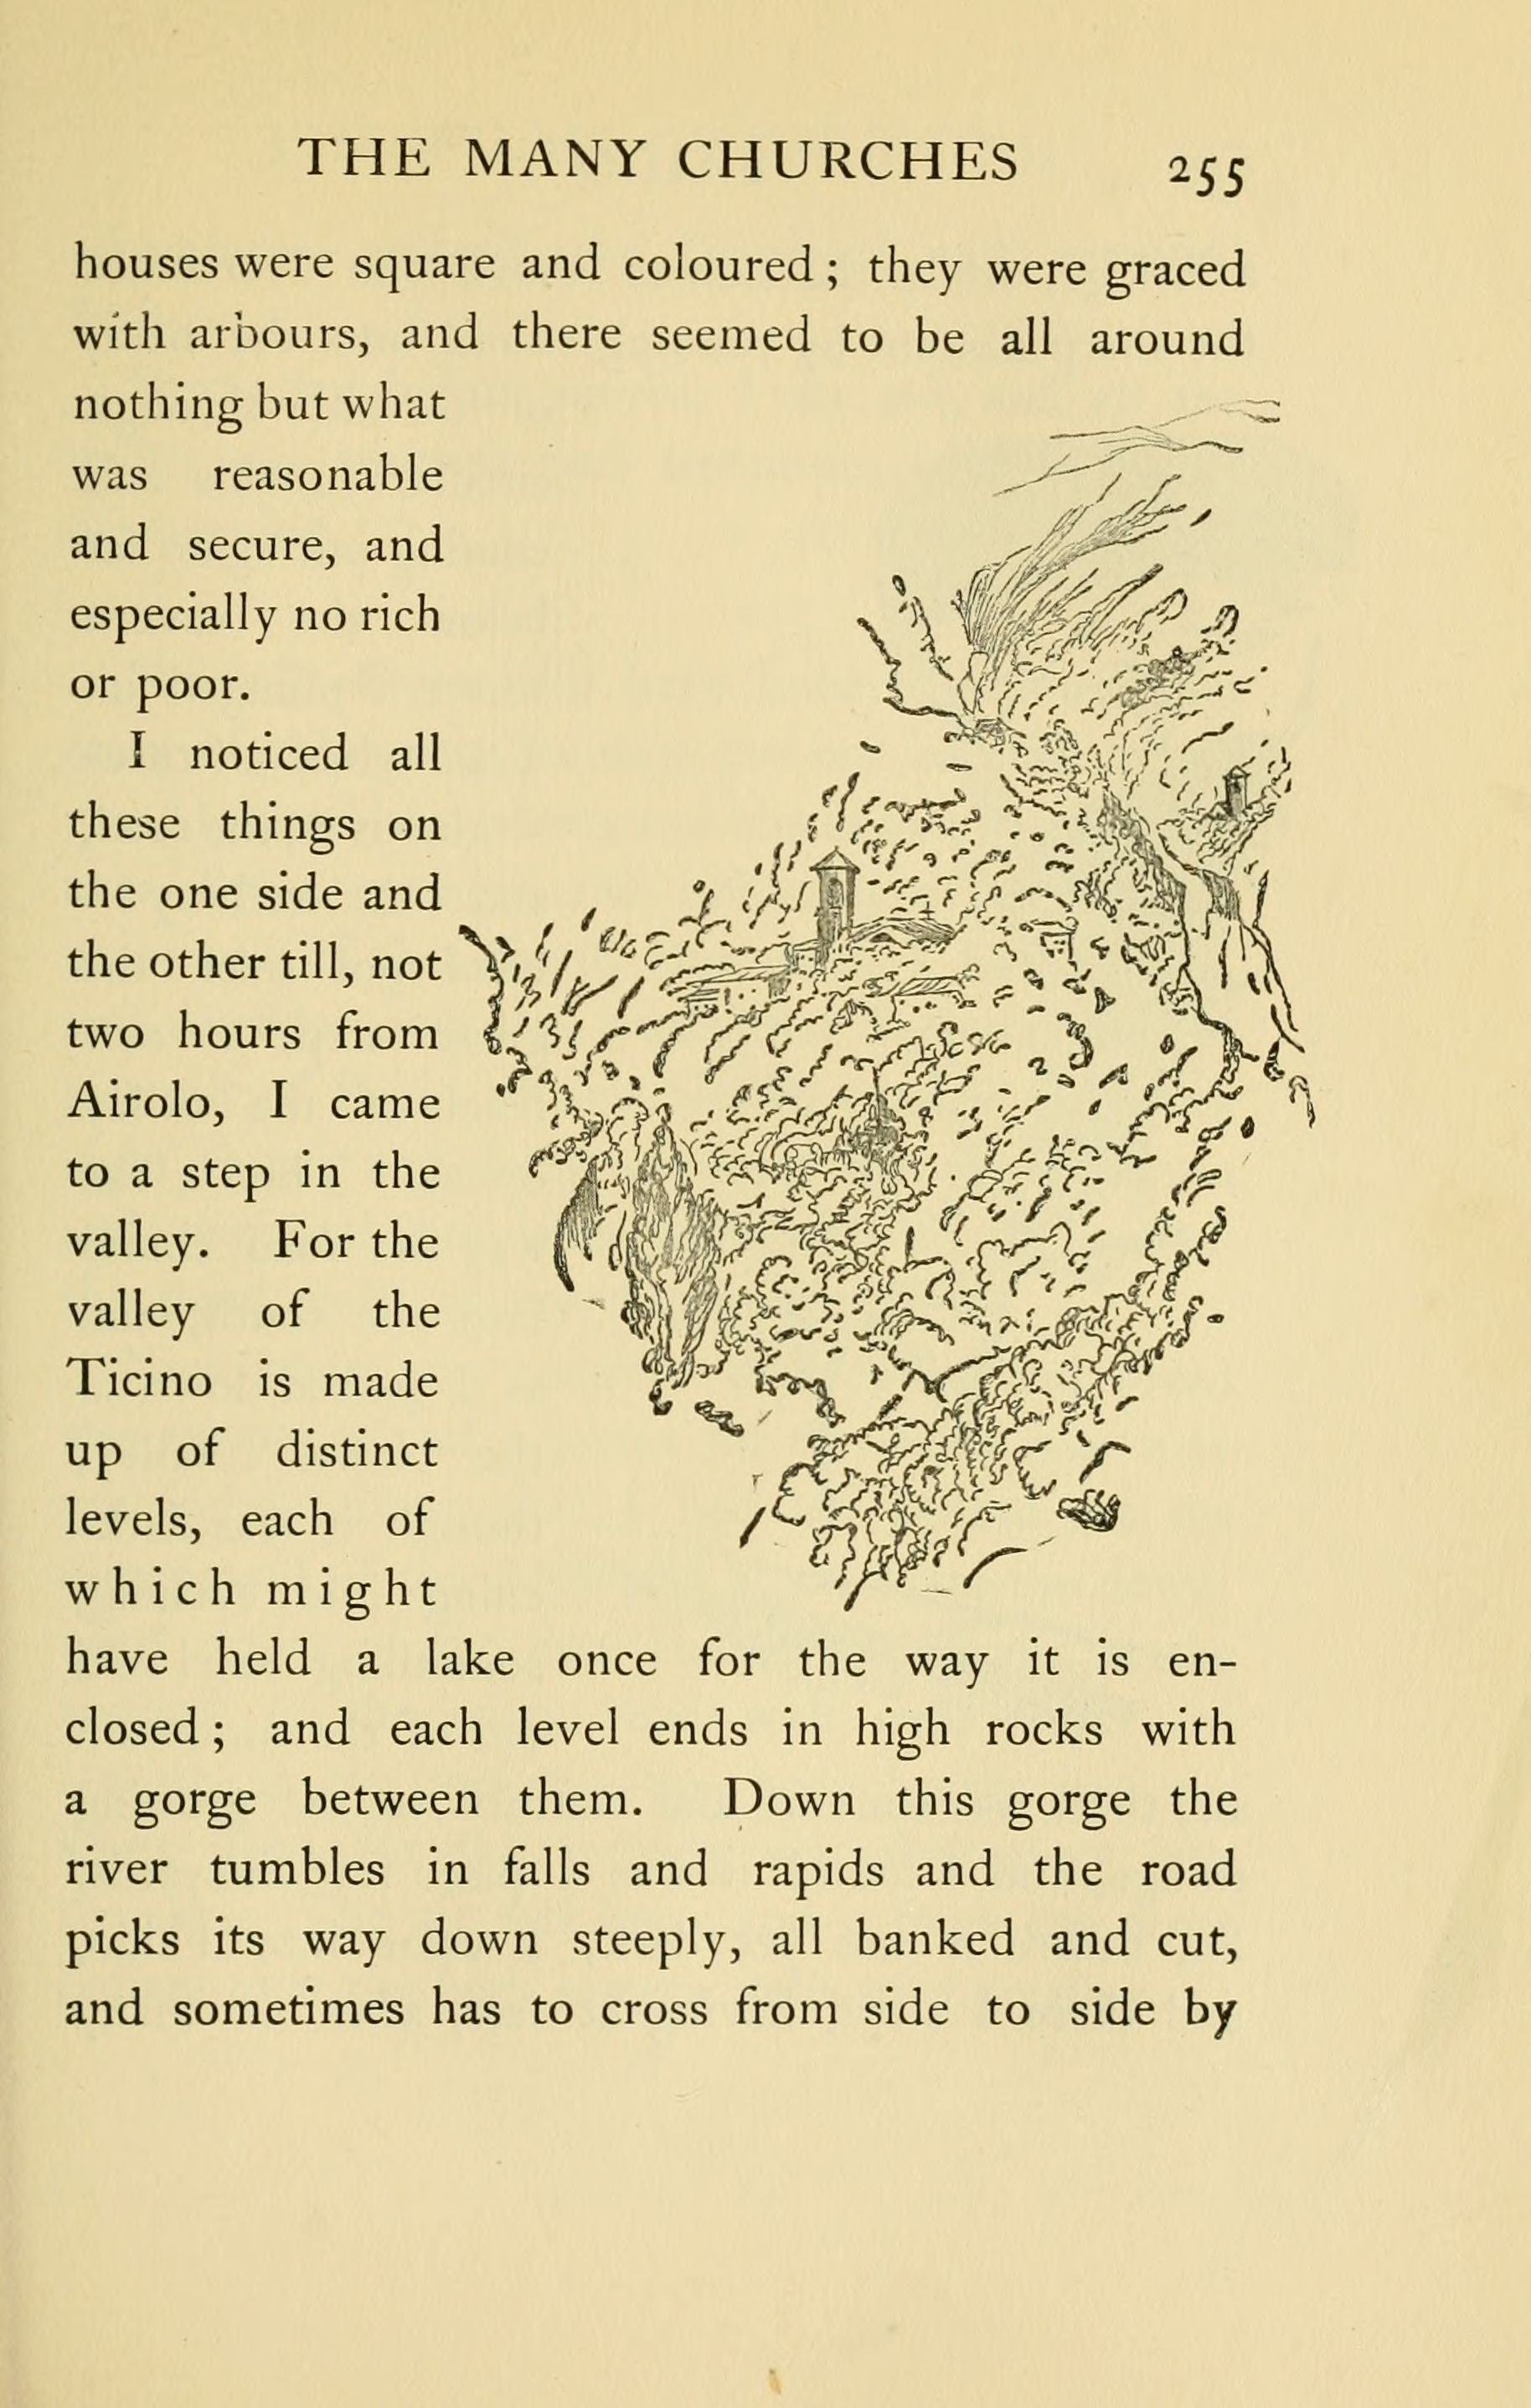 THE MANY CHURCHES 255
houses were square and coloured; they were graced
with arbours, and there seemed to be all around
nothing but what
was reasonable
and secure, and
especially no rich
or poor.
I noticed all
these things on
the one side and
the other till, not
two hours from
Airolo, I came
to a step in the
valley. For the
valley of the
Ticino is made
up of distinct
levels, each of
which might
have held a lake once for the way it is en-
closed; and each level ends in high rocks with
a gorge between them. Down this gorge the
river tumbles in falls and rapids and the road
picks its way down steeply, all banked and cut,
and sometimes has to cross from side to side by